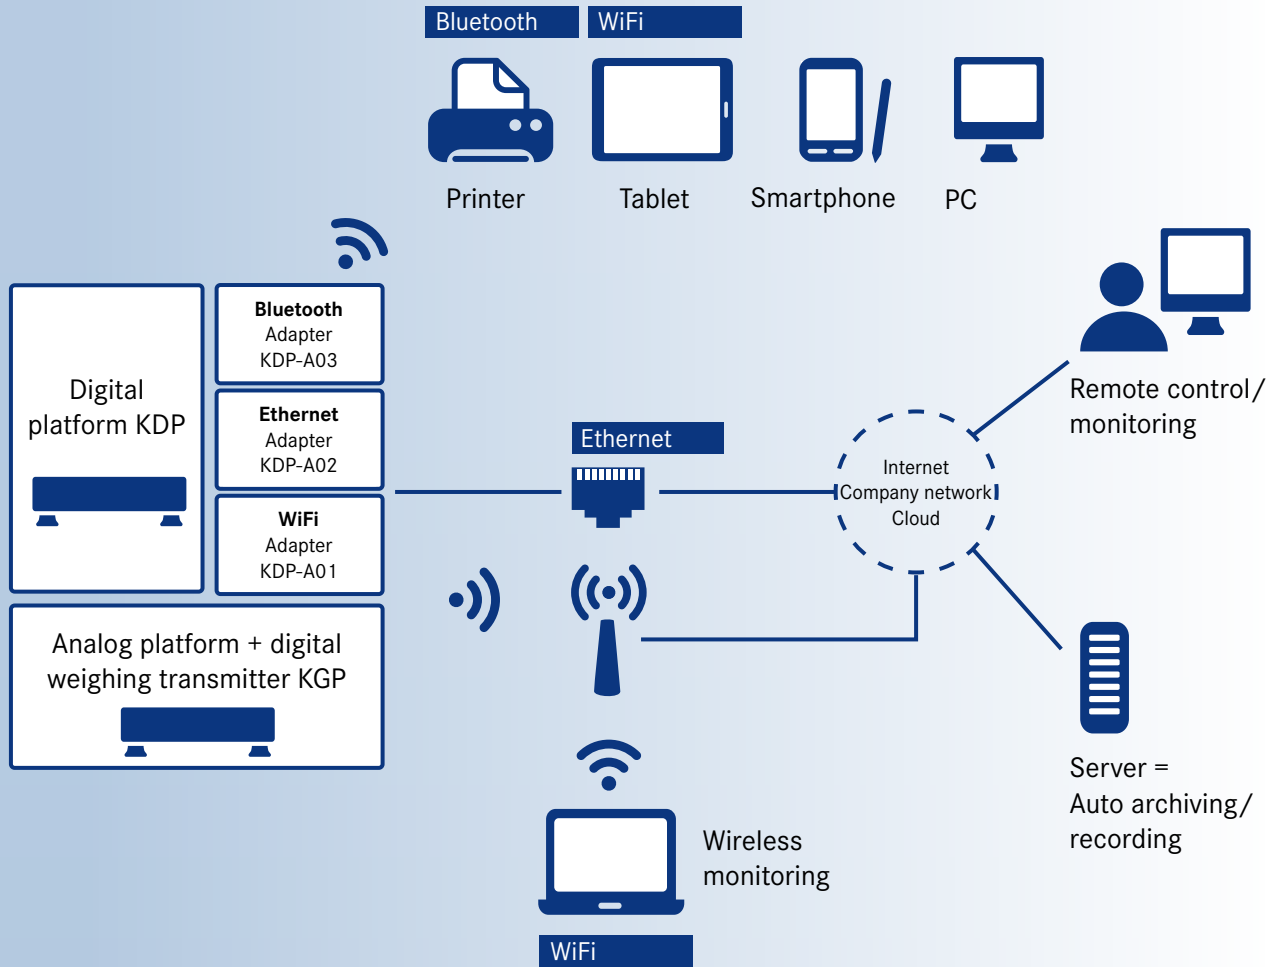 Bluetooth
WiFi
Printer
Tablet
Smartphone
PC
Digital
platform KDP
Bluetooth
Adapter
KDP-A03
Ethernet
Adapter
KDP-A02
WiFi
Adapter
KDP-A01
Analog platform + digital
weighing transmitter KGP
Ethernet
Internet
Company network
Cloud
Remote control/
monitoring
Server =
Auto archiving/
recording
Wireless
monitoring
WiFi